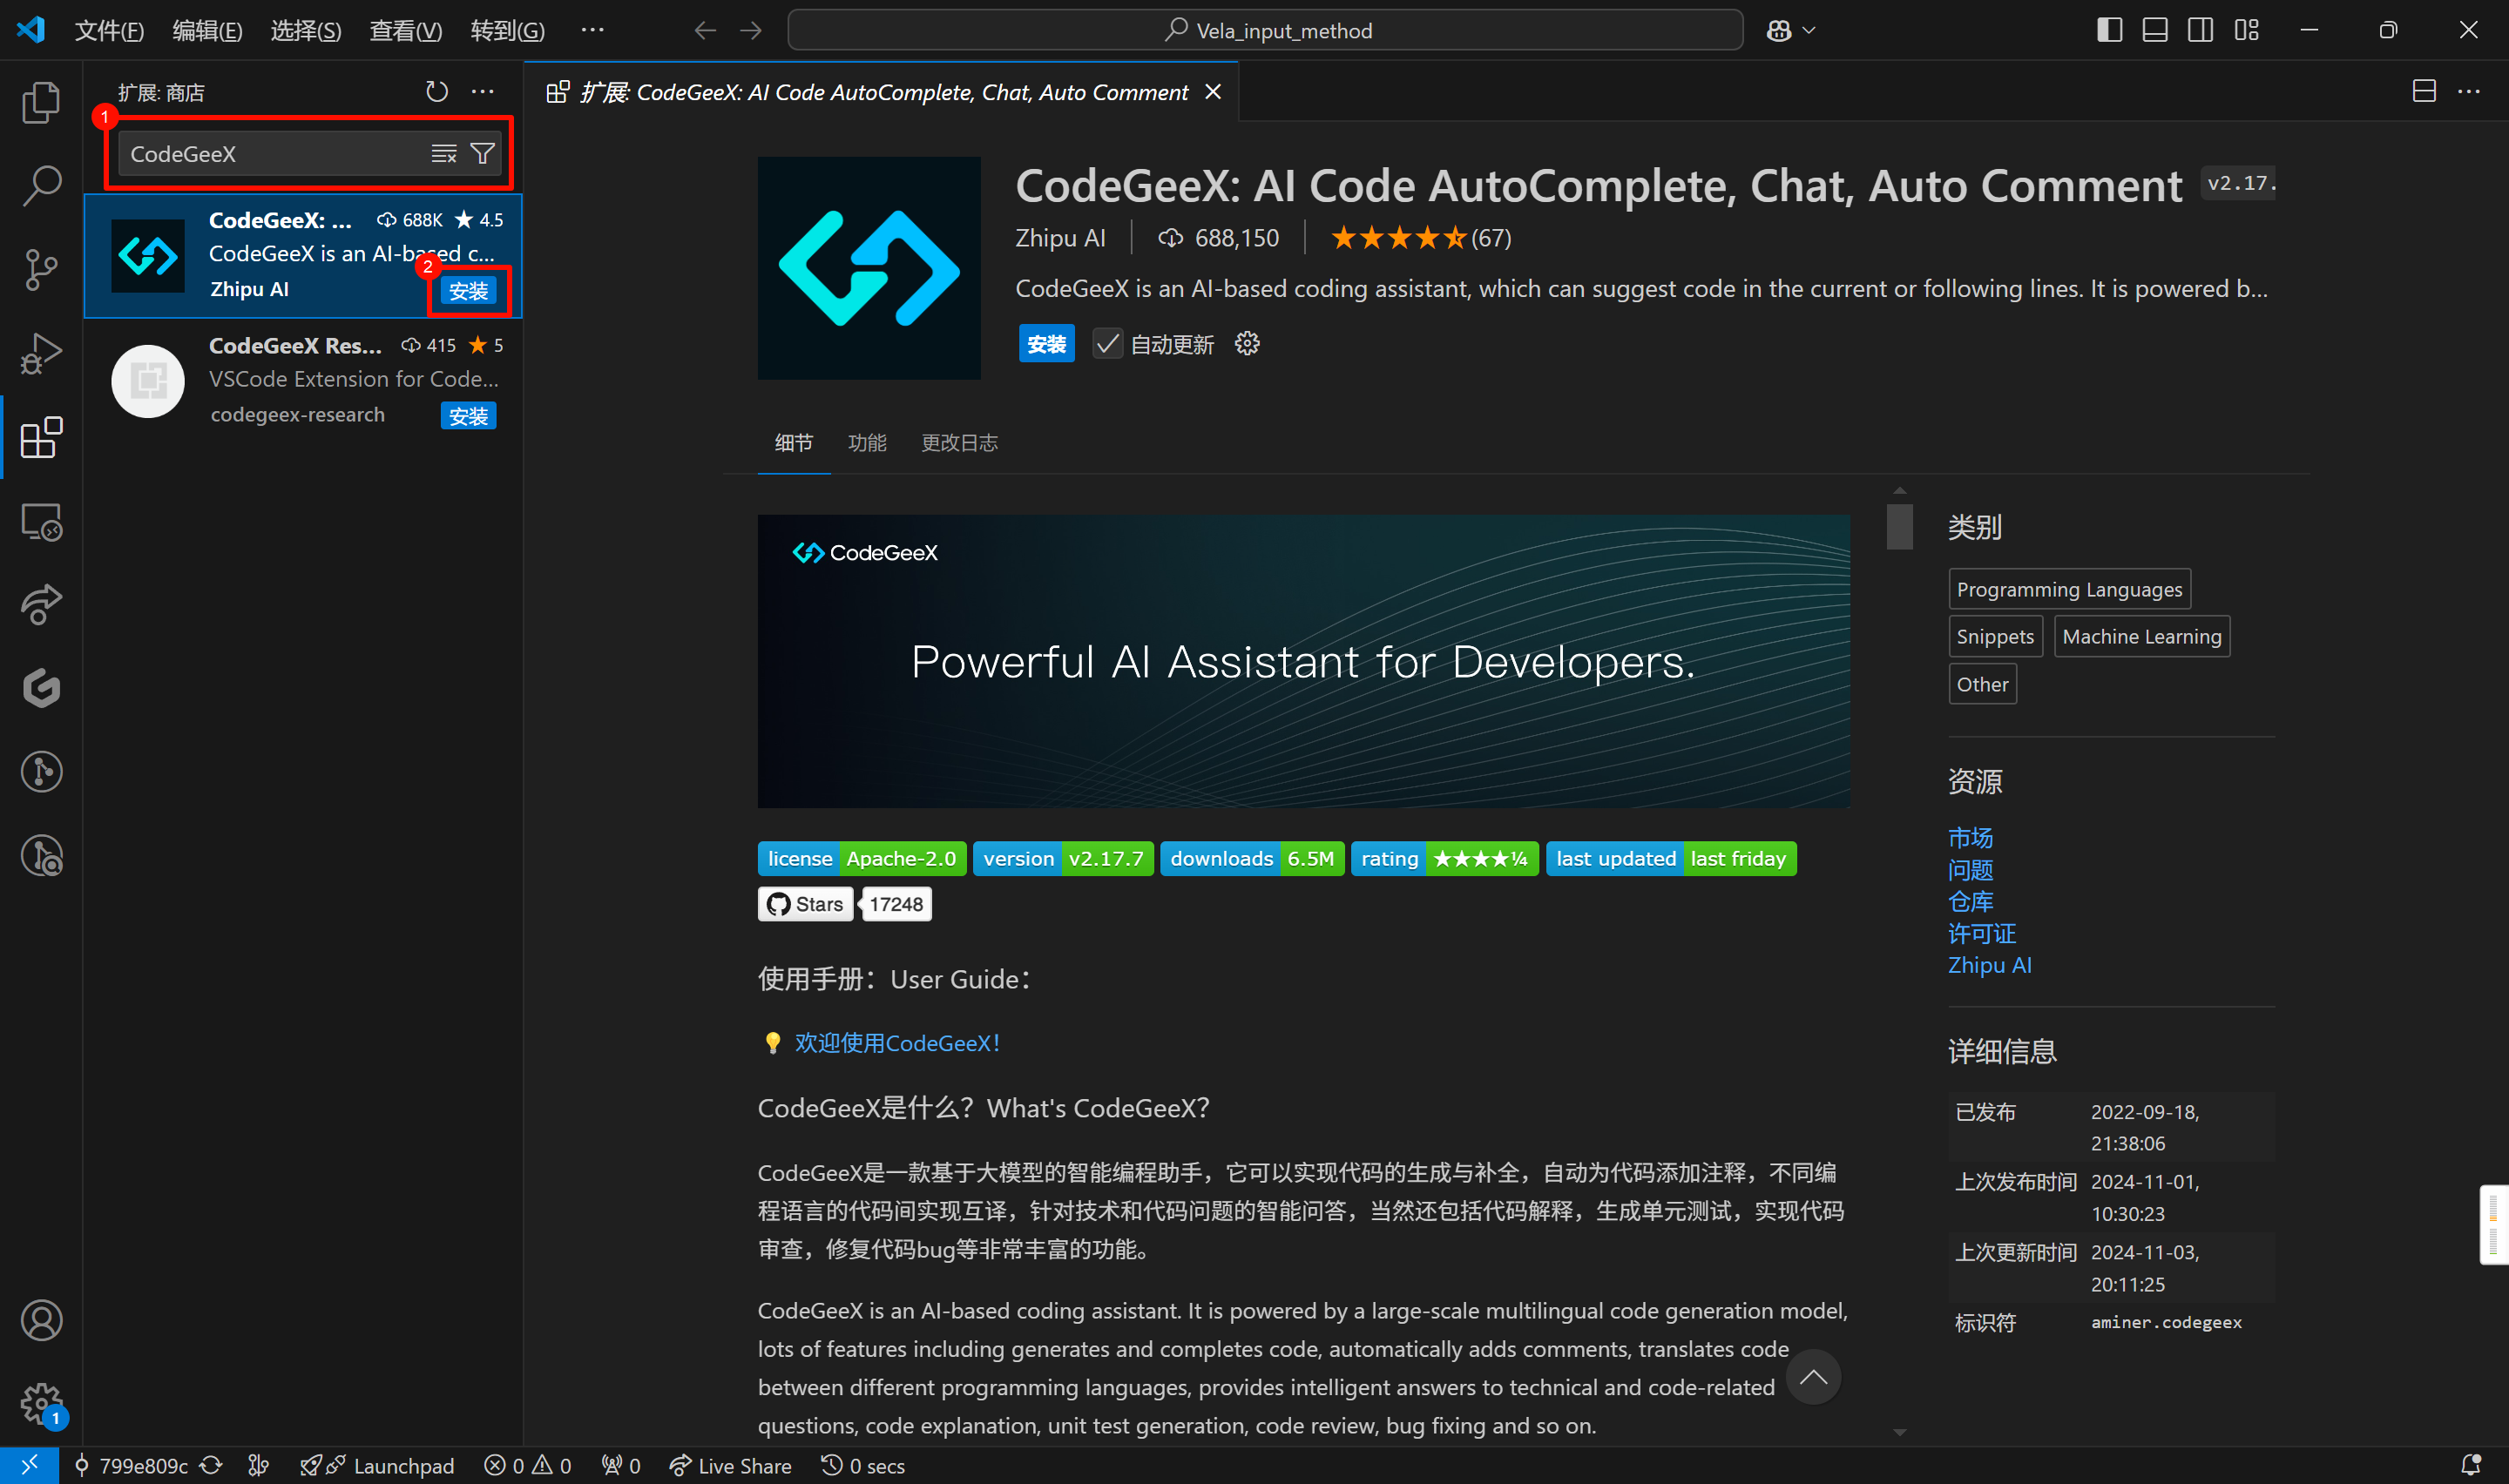 文件(F) 编辑(E) 选择(S) 查看(V) 转到(G) ··· Vela_input_method
扩展: 商店
1
CodeGeeX
CodeGeeX: ... 688K ★ 4.5
CodeGeeX is an AI-based c...
2
Zhipu AI 安装
CodeGeeX Res... 415 ★ 5
VSCode Extension for Code...
codegeex-research 安装
扩展: CodeGeeX: AI Code AutoComplete, Chat, Auto Comment
CodeGeeX: AI Code AutoComplete, Chat, Auto Comment v2.17.
Zhipu AI 688,150 (67)
CodeGeeX is an AI-based coding assistant, which can suggest code in the current or following lines. It is powered b...
安装 自动更新
细节 功能 更改日志
CodeGeeX
Powerful AI Assistant for Developers.
license Apache-2.0 version v2.17.7 downloads 6.5M rating ★★★★¼ last updated last friday
Stars 17248
使用手册：User Guide：
💡 欢迎使用CodeGeeX！
CodeGeeX是什么？What's CodeGeeX？
CodeGeeX是一款基于大模型的智能编程助手，它可以实现代码的生成与补全，自动为代码添加注释，不同编
程语言的代码间实现互译，针对技术和代码问题的智能问答，当然还包括代码解释，生成单元测试，实现代码
审查，修复代码bug等非常丰富的功能。
CodeGeeX is an AI-based coding assistant. It is powered by a large-scale multilingual code generation model,
lots of features including generates and completes code, automatically adds comments, translates code
between different programming languages, provides intelligent answers to technical and code-related
questions, code explanation, unit test generation, code review, bug fixing and so on.
类别
Programming Languages
Snippets Machine Learning
Other
资源
市场
问题
仓库
许可证
Zhipu AI
详细信息
已发布 2022-09-18,
21:38:06
上次发布时间 2024-11-01,
10:30:23
上次更新时间 2024-11-03,
20:11:25
标识符 aminer.codegeex
1
799e809c Launchpad 0 0 0 Live Share 0 secs